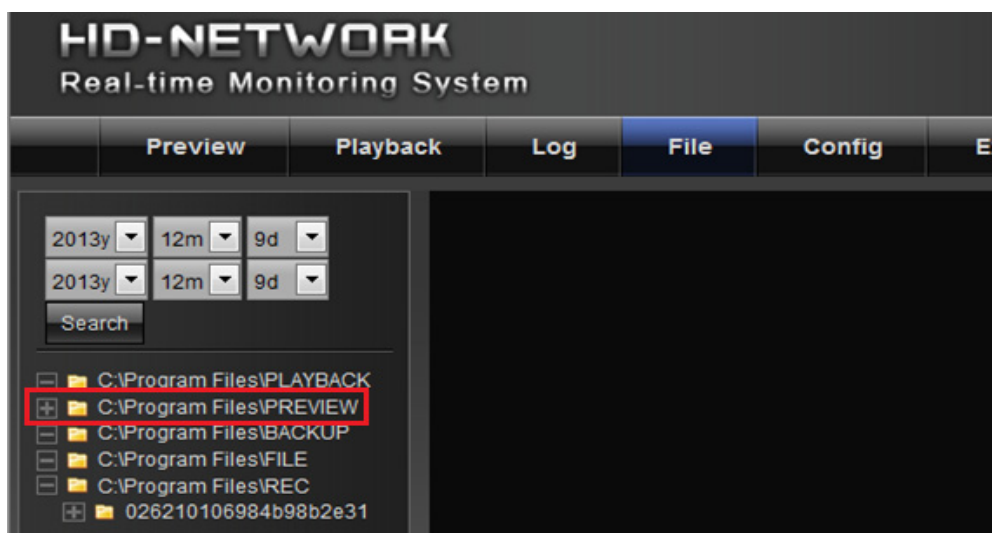 HD-NETWORK
Real-time Monitoring System
Preview Playback Log File Config E
2013y 12m 9d
2013y 12m 9d
Search
C:\Program Files\PLAYBACK
C:\Program Files\PREVIEW
C:\Program Files\BACKUP
C:\Program Files\FILE
C:\Program Files\REC
026210106984b98b2e31